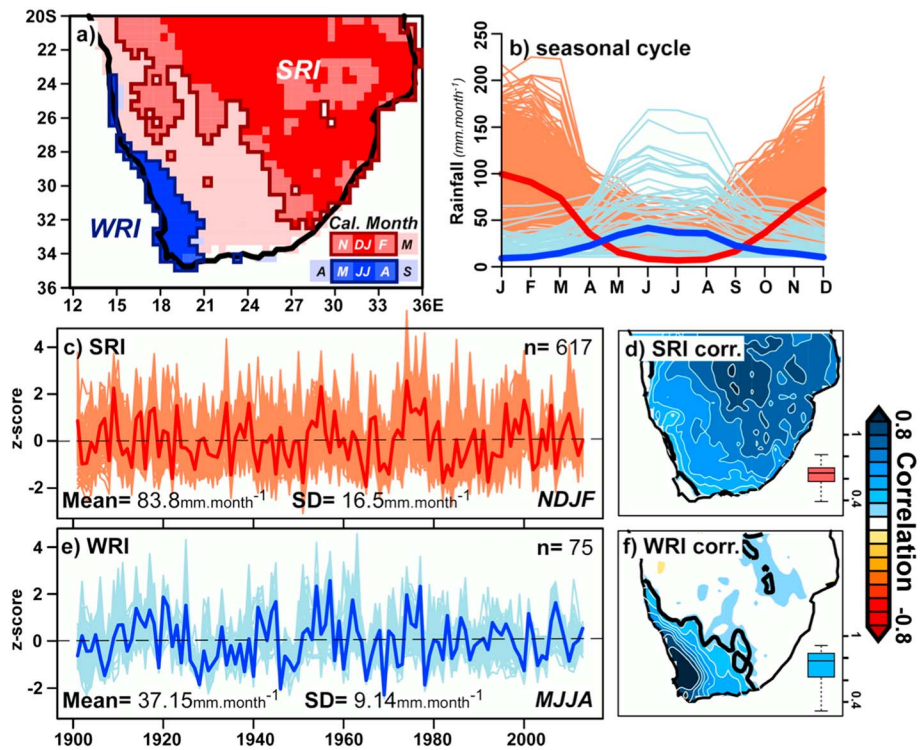 a)
20S
22
24
26
28
30
32
34
36
12 15 18 21 24 27 30 33 36E
SRI
WRI
Cal. Month
N DJ F M
A M JJ A S
b) seasonal cycle
Rainfall (mm.month-1)
250
200
150
100
50
0
J F M A M J J A S O N D
c) SRI
n= 617
z-score
4
2
0
-2
Mean= 83.8mm.month-1 SD= 16.5mm.month-1 NDJF
d) SRI corr.
1
0.4
e) WRI
n= 75
z-score
4
2
0
-2
Mean= 37.15mm.month-1 SD= 9.14mm.month-1 MJJA
1900 1920 1940 1960 1980 2000
f) WRI corr.
1
0.4
0.8 Correlation -0.8